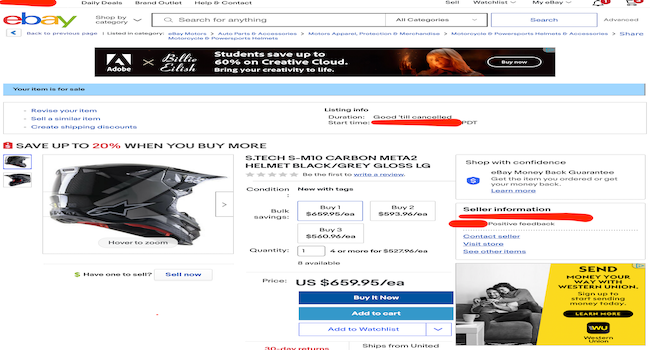 Daily Deals Brand Outlet Help & Contact Sell Watchlist My eBay
ebay Shop by category Search for anything All Categories Search Advanced
Back to previous page | Listed in category: eBay Motors > Auto Parts & Accessories > Motors Apparel, Protection & Merchandise > Motorcycle & Powersports Helmets & Accessories > Share
Motorcycle & Powersports Helmets
Adobe X Billie Eilish
Students save up to
60% on Creative Cloud.
Bring your creativity to life.
Buy now
Your item is for sale
Revise your item
Sell a similar item
Create shipping discounts
Listing info
Duration: Good 'till cancelled
Start time: PDT
SAVE UP TO 20% WHEN YOU BUY MORE
Hover to zoom
Have one to sell? Sell now
S.TECH S-M10 CARBON META2
HELMET BLACK/GREY GLOSS LG
Be the first to write a review.
Condition: New with tags
Bulk savings:
Buy 1
$659.95/ea
Buy 2
$593.96/ea
Buy 3
$560.96/ea
Quantity: 1 4 or more for $527.96/ea
8 available
Price: US $659.95/ea
Buy It Now
Add to cart
Add to Watchlist
30-day returns Ships from United
Shop with confidence
eBay Money Back Guarantee
Get the item you ordered or get
your money back.
Learn more
Seller information
Positive feedback
Contact seller
Visit store
See other items
SEND
MONEY YOUR
WAY WITH
WESTERN UNION.
Sign up to
start sending
money today.
LEARN MORE
WU
Western
Union